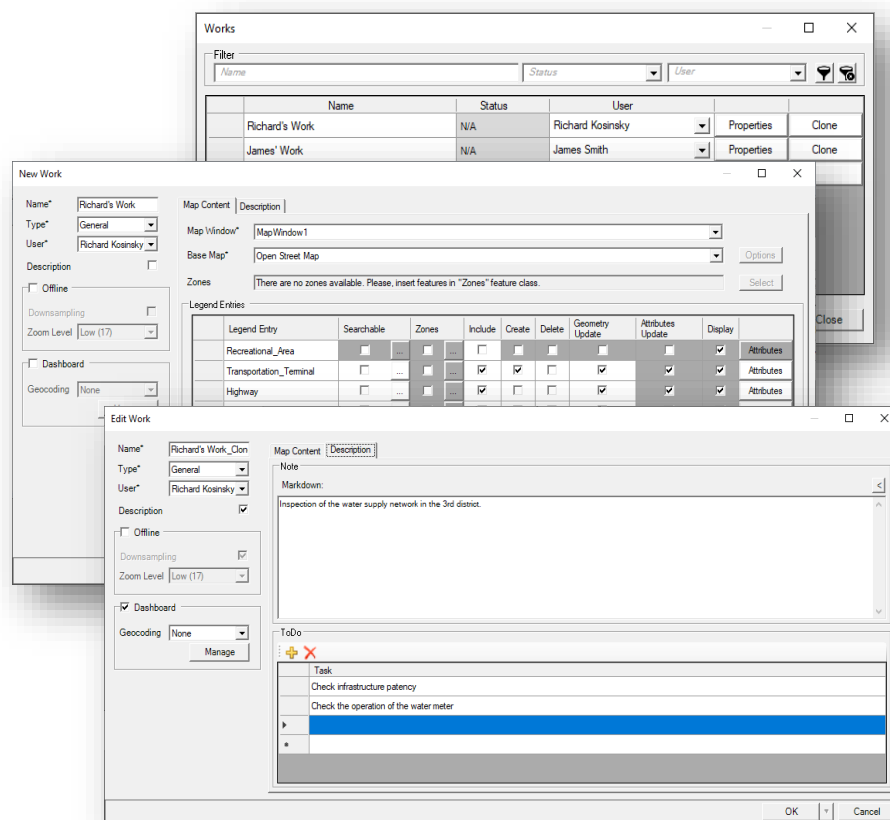 Works
Filter
Name Status User
Name Status User
Richard's Work N/A Richard Kosinsky Properties Clone
James' Work N/A James Smith Properties Clone
Close
New Work
Name* Richard's Work
Type* General
User* Richard Kosinsky
Description
Offline
Downsampling
Zoom Level Low (17)
Dashboard
Geocoding None
Map Content Description
Map Window* MapWindow1
Base Map* Open Street Map Options
Zones There are no zones available. Please, insert features in "Zones" feature class. Select
Legend Entries
Legend Entry Searchable Zones Include Create Delete Geometry Update Attributes Update Display
Recreational_Area ... ... Attributes
Transportation_Terminal ... ... Attributes
Highway ... ... Attributes
Edit Work
Name* Richard's Work_Clon
Type* General
User* Richard Kosinsky
Description
Offline
Downsampling
Zoom Level Low (17)
Dashboard
Geocoding None
Manage
Map Content Description
Note
Markdown: <
Inspection of the water supply network in the 3rd district.
ToDo
Task
Check infrastructure patency
Check the operation of the water meter
OK Cancel